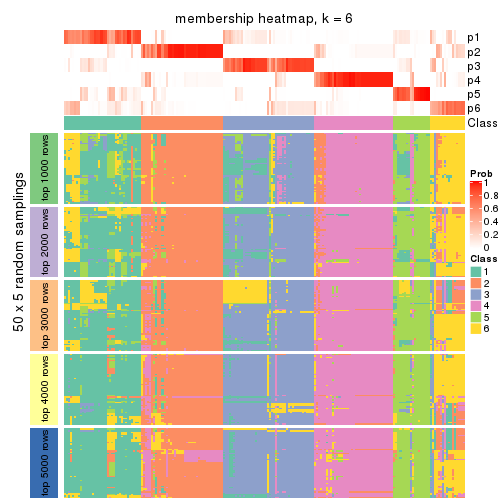 membership heatmap, k = 6
p1
p2
p3
p4
p5
p6
Class
50 x 5 random samplings
top 1000 rows
top 2000 rows
top 3000 rows
top 4000 rows
top 5000 rows
Prob
1
0.8
0.6
0.4
0.2
0
Class
1
2
3
4
5
6